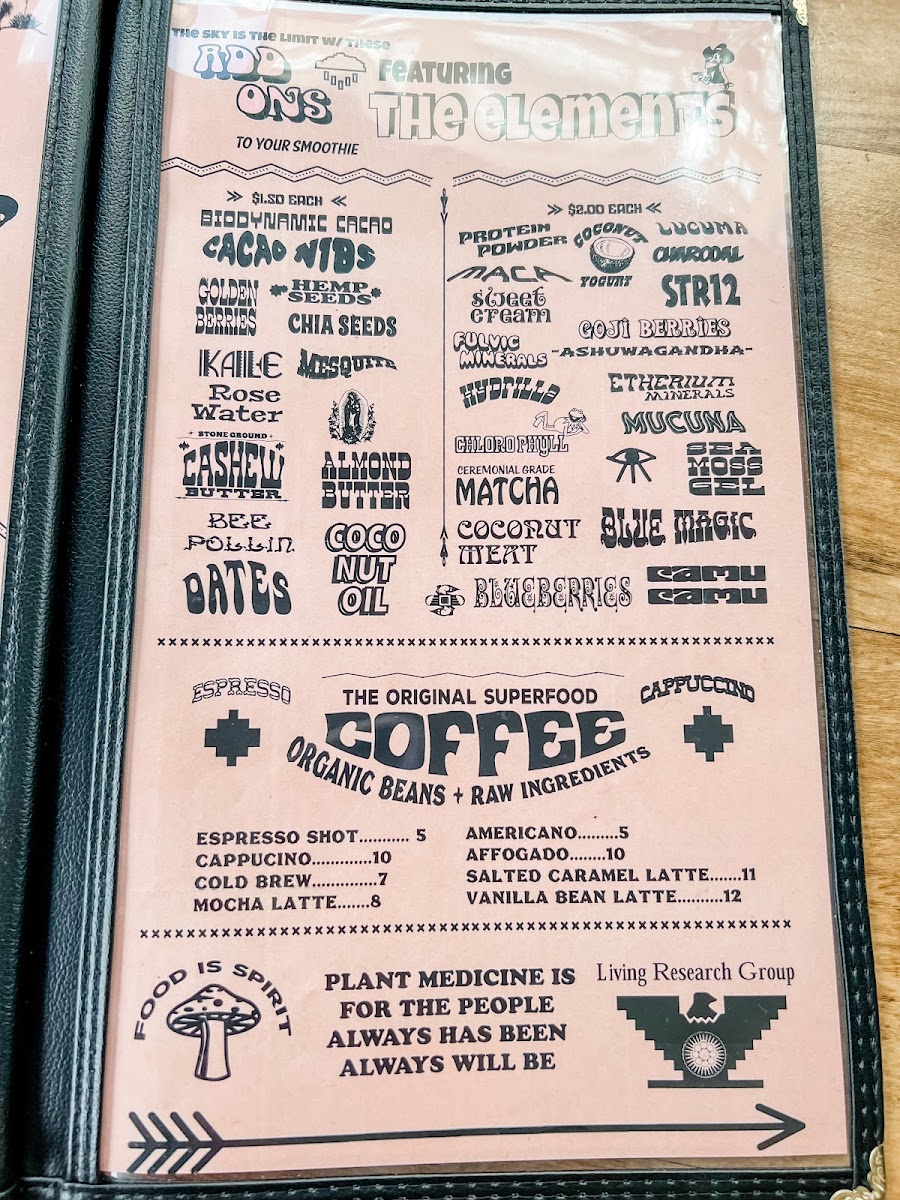 THE SKY IS THE LIMIT W/ THESE
ADD
ONS
TO YOUR SMOOTHIE
FEATURING
THE ELEMENTS
$1.50 EACH
BIODYNAMIC CACAO
CACAO NIBS
GOLDEN
BERRIES
HEMP
SEEDS
CHIA SEEDS
KALE
MESQUITE
Rose
Water
STONE GROUND
CASHEW
BUTTER
ALMOND
BUTTER
BEE
POLLIN
COCO
NUT
OIL
DATES
$2.00 EACH
PROTEIN
POWDER
COCONUT
YOGURT
LUCUMA
CHARCOAL
MACA
STR12
SWEET
CREAM
GOJI BERRIES
FULVIC
MINERALS
-ASHUWAGANDHA-
HYDRILLA
ETHERIUM
MINERALS
MUCUNA
CHLOROPHYLL
SEA
MOSS
GEL
CEREMONIAL GRADE
MATCHA
COCONUT
MEAT
BLUE MAGIC
BLUEBERRIES
CAMU
CAMU
ESPRESSO
THE ORIGINAL SUPERFOOD
CAPPUCCINO
COFFEE
ORGANIC BEANS + RAW INGREDIENTS
ESPRESSO SHOT.......... 5
CAPPUCINO............10
COLD BREW.............7
MOCHA LATTE.......8
AMERICANO.........5
AFFOGADO........10
SALTED CARAMEL LATTE.......11
VANILLA BEAN LATTE..........12
FOOD IS SPIRIT
PLANT MEDICINE IS
FOR THE PEOPLE
ALWAYS HAS BEEN
ALWAYS WILL BE
Living Research Group